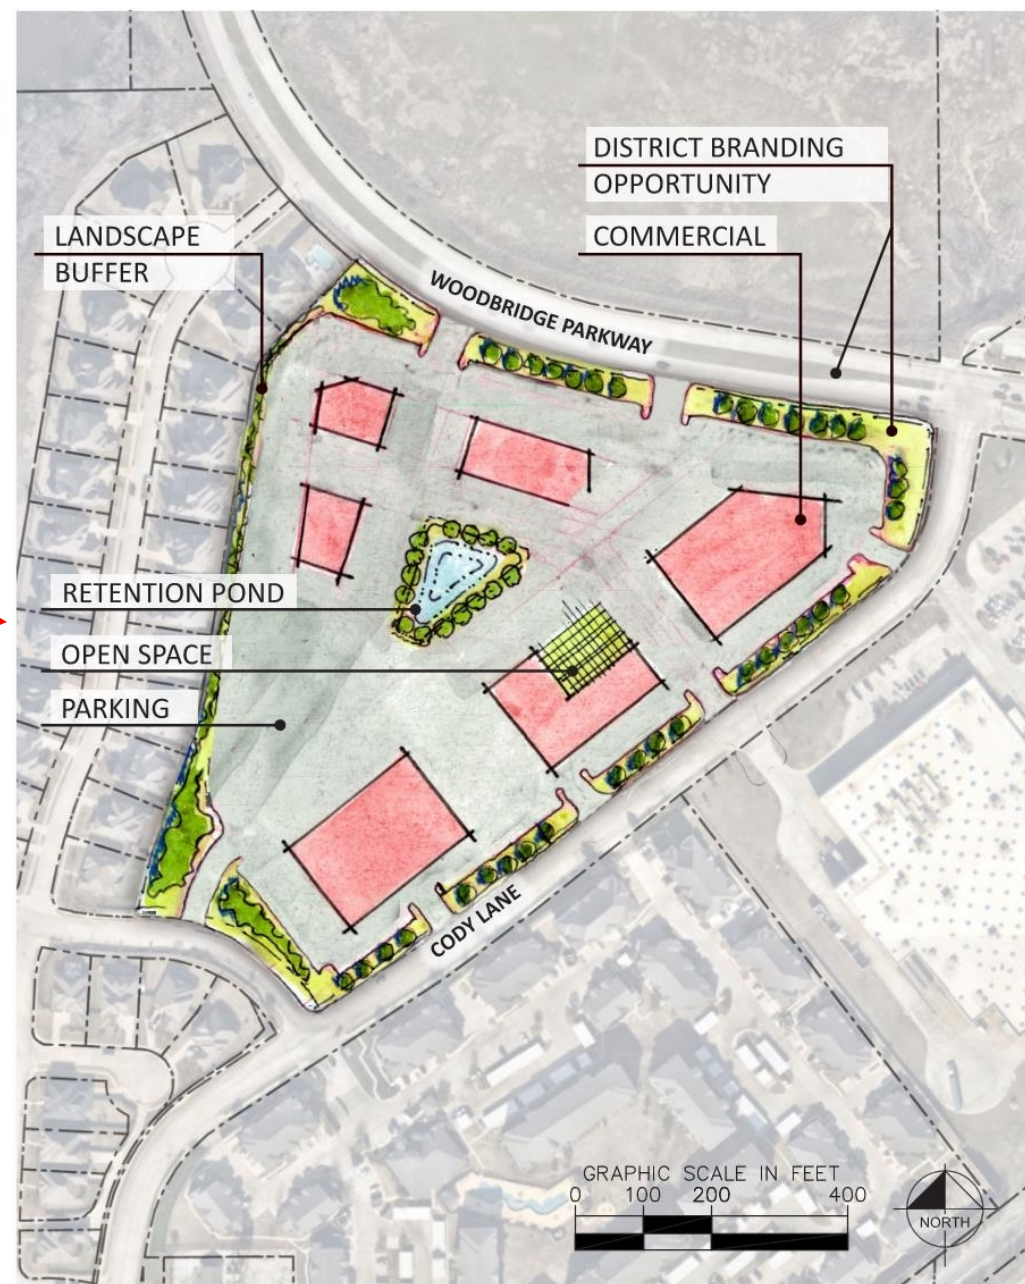 DISTRICT BRANDING
OPPORTUNITY
LANDSCAPE
BUFFER
COMMERCIAL
WOODBRIDGE PARKWAY
RETENTION POND
OPEN SPACE
PARKING
CODY LANE
GRAPHIC SCALE IN FEET
0 100 200 400
NORTH